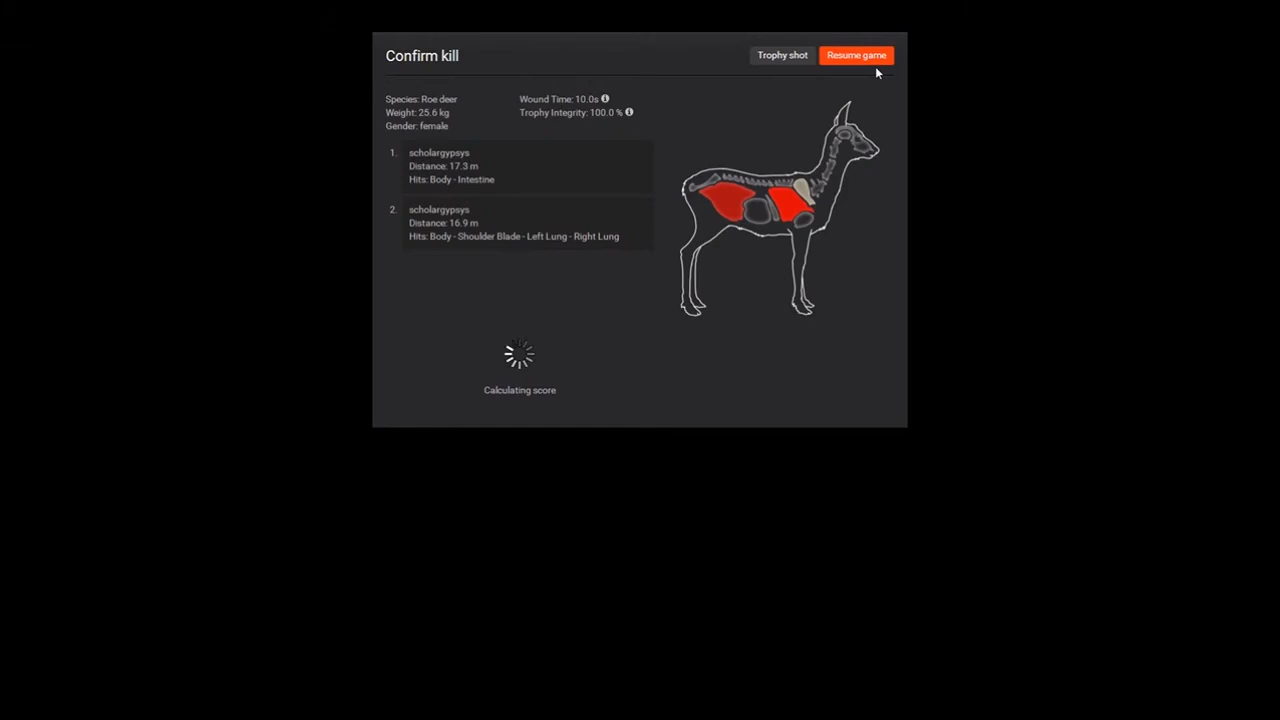 Confirm kill
Trophy shot
Resume game
Species: Roe deer
Weight: 25.6 kg
Gender: female
Wound Time: 10.0s
Trophy Integrity: 100.0 %
1. scholargypsys
Distance: 17.3 m
Hits: Body - Intestine
2. scholargypsys
Distance: 16.9 m
Hits: Body - Shoulder Blade - Left Lung - Right Lung
Calculating score